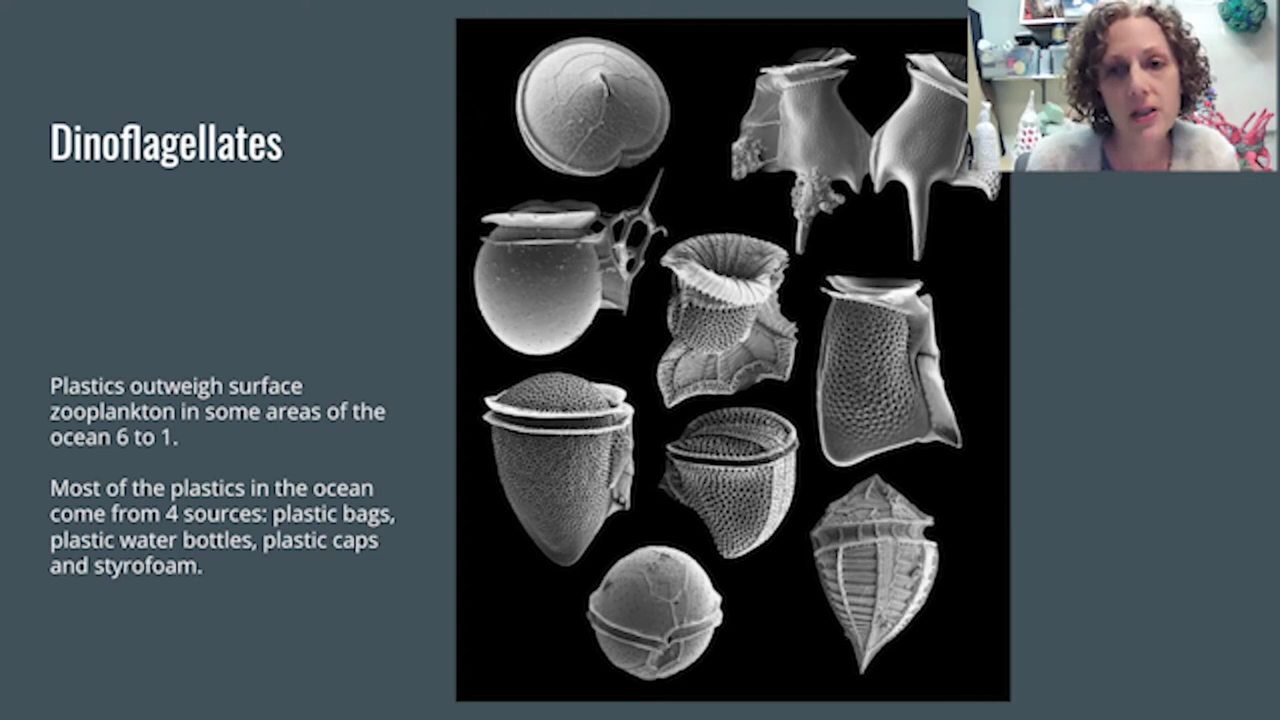 Dinoflagellates
Plastics outweigh surface
zooplankton in some areas of the
ocean 6 to 1.
Most of the plastics in the ocean
come from 4 sources: plastic bags,
plastic water bottles, plastic caps
and styrofoam.